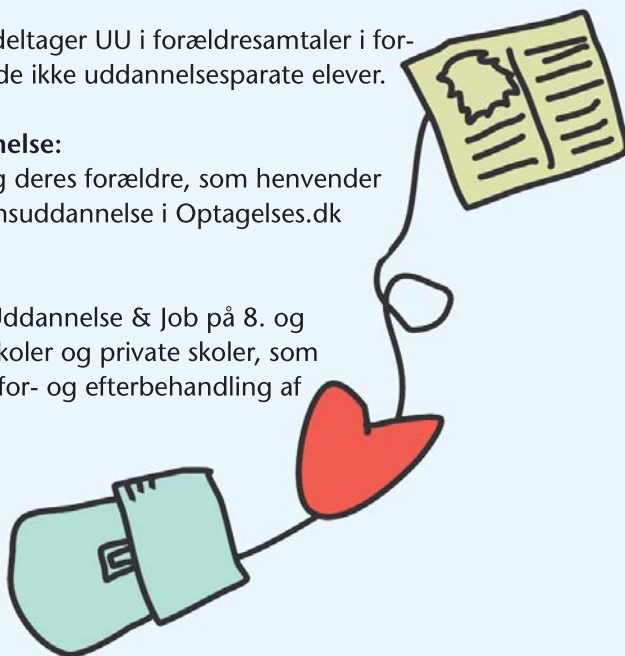 deltager UU i forældresamtaler i for-
de ikke uddannelsesparate elever.
nelse:
g deres forældre, som henvender
nsuddannelse i Optagelses.dk
Uddannelse & Job på 8. og
koler og private skoler, som
for- og efterbehandling af